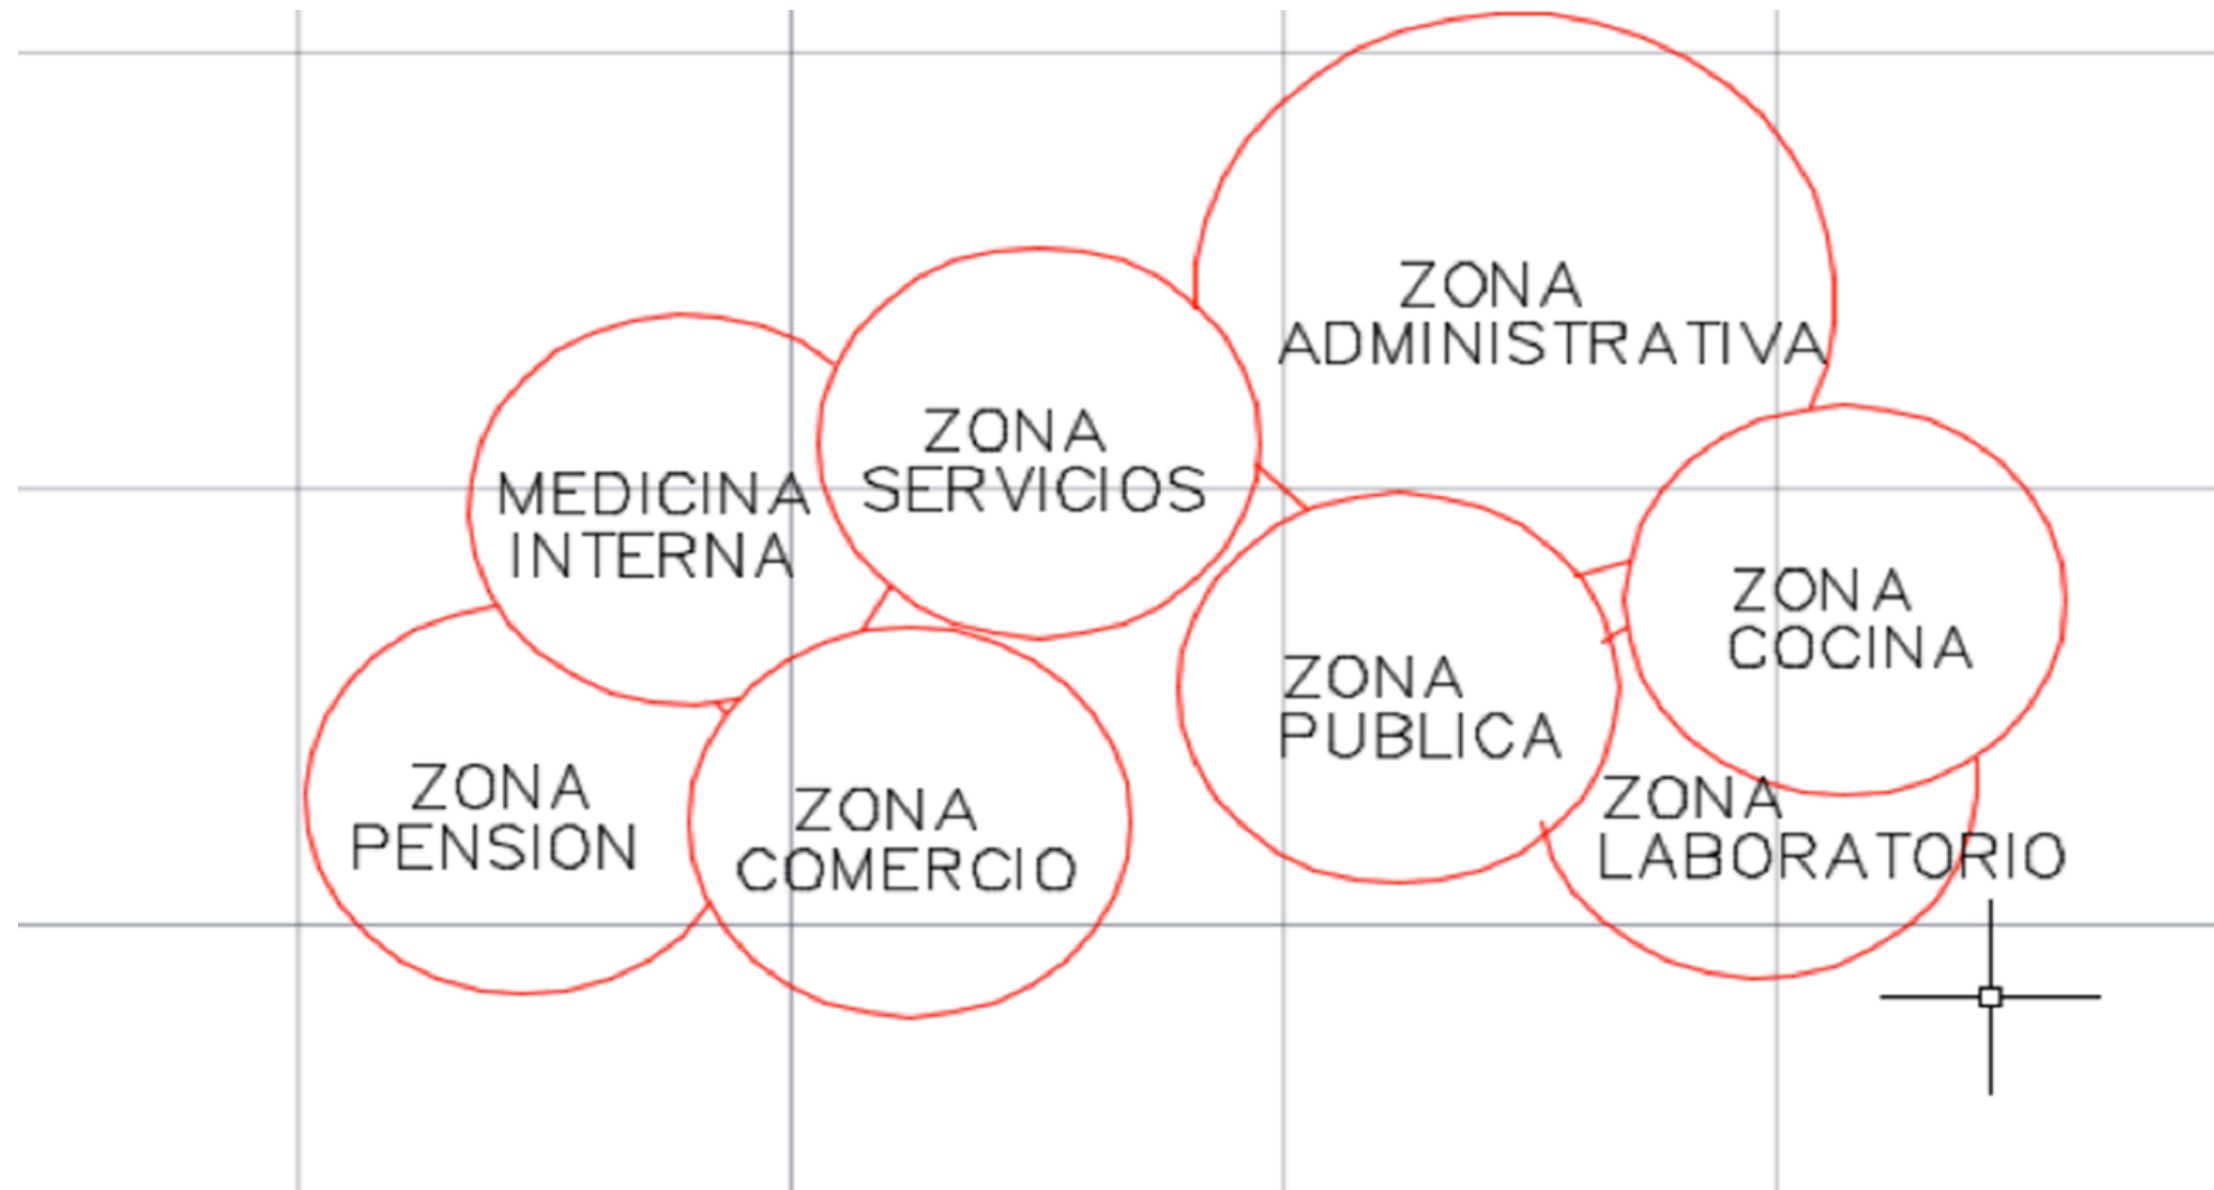 ZONA
ADMINISTRATIVA
ZONA
SERVICIOS
MEDICINA
INTERNA
ZONA
COCINA
ZONA
PUBLICA
ZONA
PENSION
ZONA
COMERCIO
ZONA
LABORATORIO